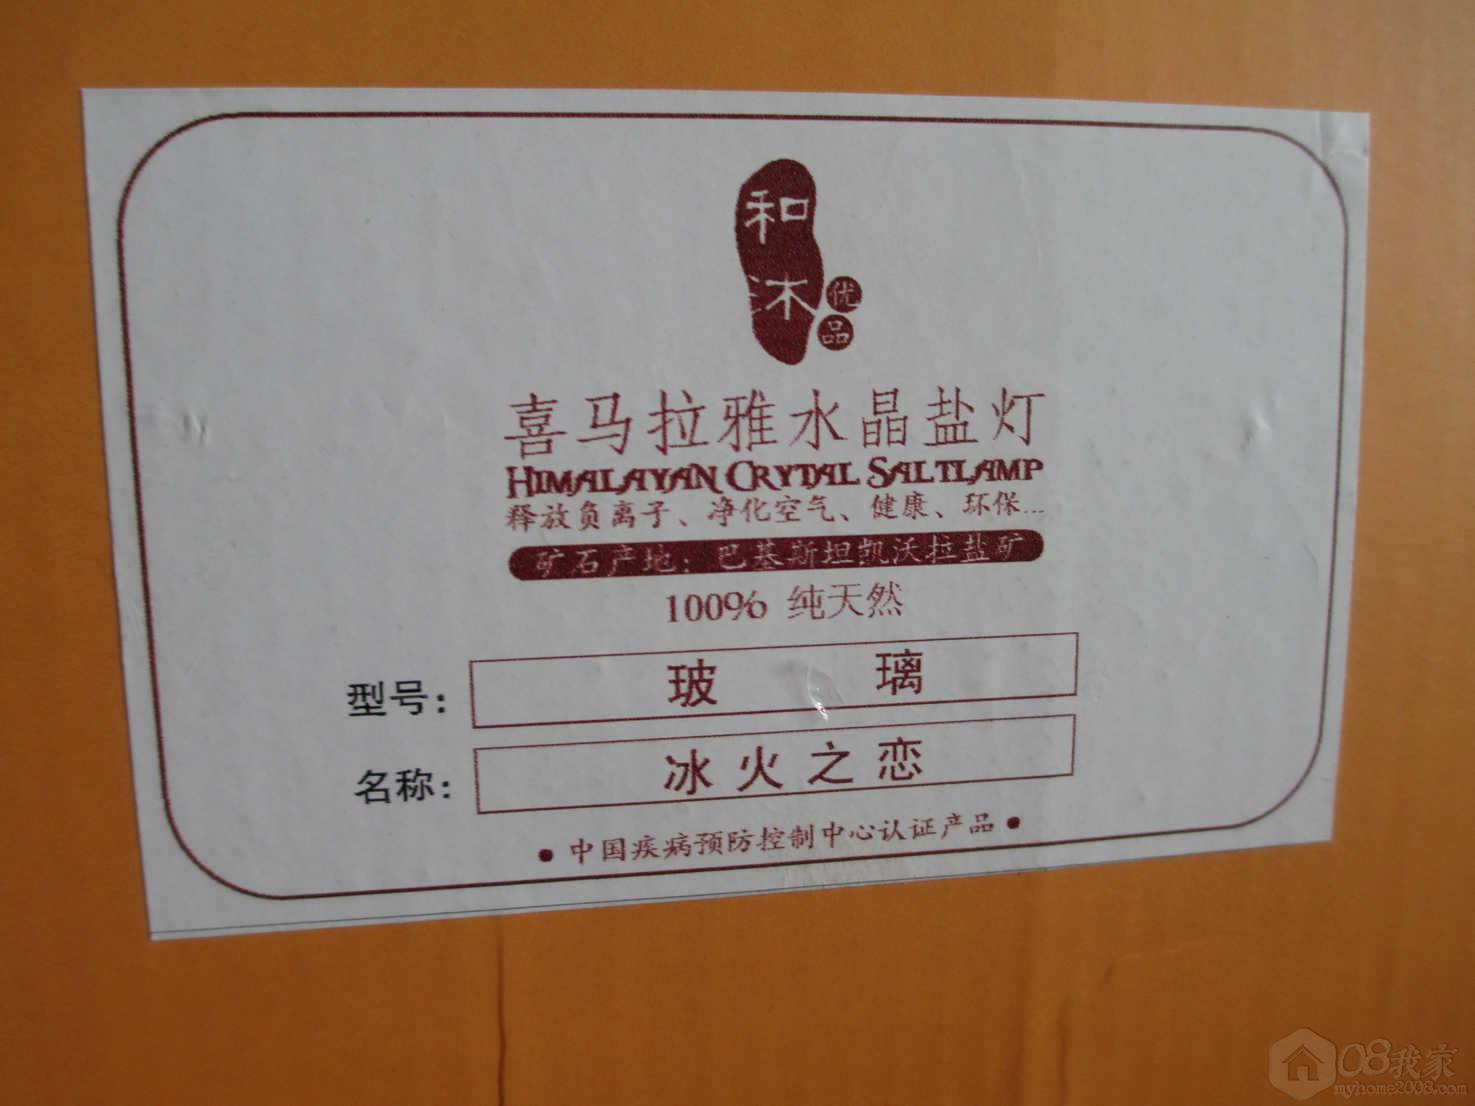 和沐
优品
喜马拉雅水晶盐灯
HIMALAYAN CRYTAL SALTLAMP
释放负离子、净化空气、健康、环保...
矿石产地：巴基斯坦凯沃拉盐矿
100% 纯天然
型号： 玻 璃
名称： 冰火之恋
• 中国疾病预防控制中心认证产品 •
08我家
myhome2008.com